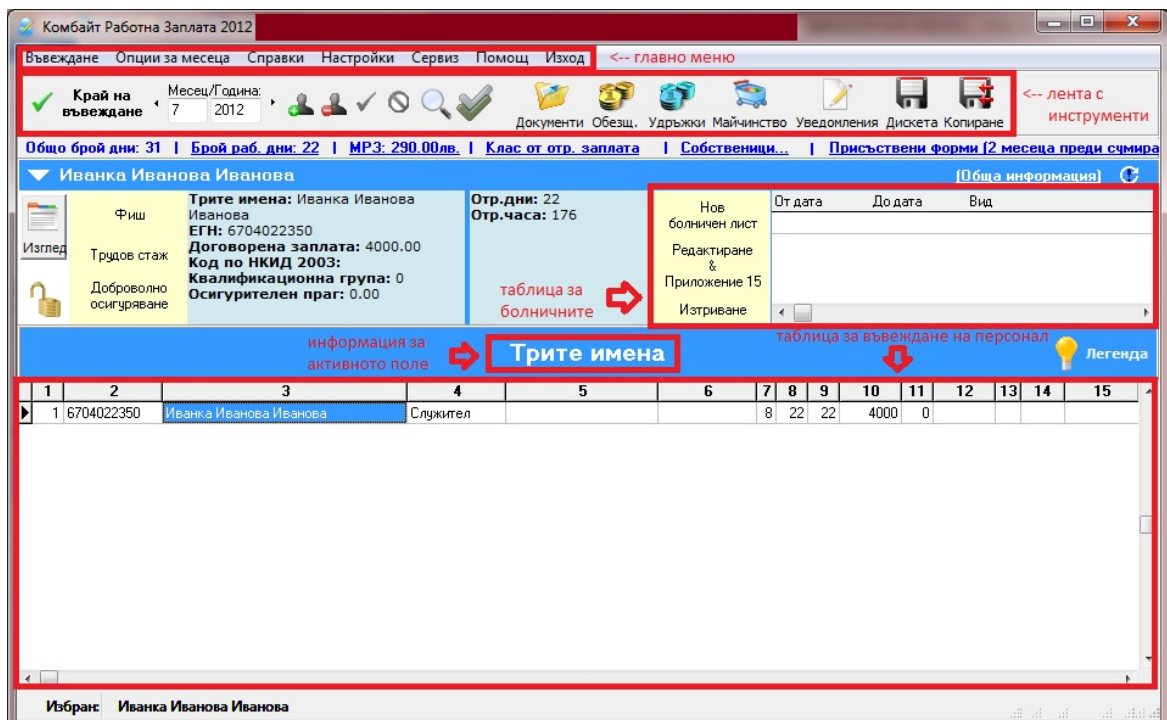 Комбайт Работна Заплата 2012
Въвеждане Опции за месеца Справки Настройки Сервиз Помощ Изход <-- главно меню
Край на въвеждане
Месец/Година:
7 2012
Документи Обезщ. Удръжки Майчинство Уведомления Дискета Копиране
<-- лента с
инструменти
Общо брой дни: 31 | Брой раб. дни: 22 | МРЗ: 290.00лв. | Клас от отр. заплата | Собственици... | Присъствени форми (2 месеца преди сумира
Иванка Иванова Иванова
(Обща информация)
Изглед
Фиш
Трудов стаж
Доброволно
осигуряване
Трите имена: Иванка Иванова
Иванова
ЕГН: 6704022350
Договорена заплата: 4000.00
Код по НКИД 2003:
Квалификационна група: 0
Осигурителен праг: 0.00
Отр.дни: 22
Отр.часа: 176
таблица за
болничните
Нов
болничен лист
Редактиране
&
Приложение 15
Изтриване
От дата До дата Вид
информация за
активното поле
Трите имена
таблица за въвеждане на персонал
Легенда
1 2 3 4 5 6 7 8 9 10 11 12 13 14 15
1 6704022350 Иванка Иванова Иванова Служител 8 22 22 4000 0
Избран: Иванка Иванова Иванова